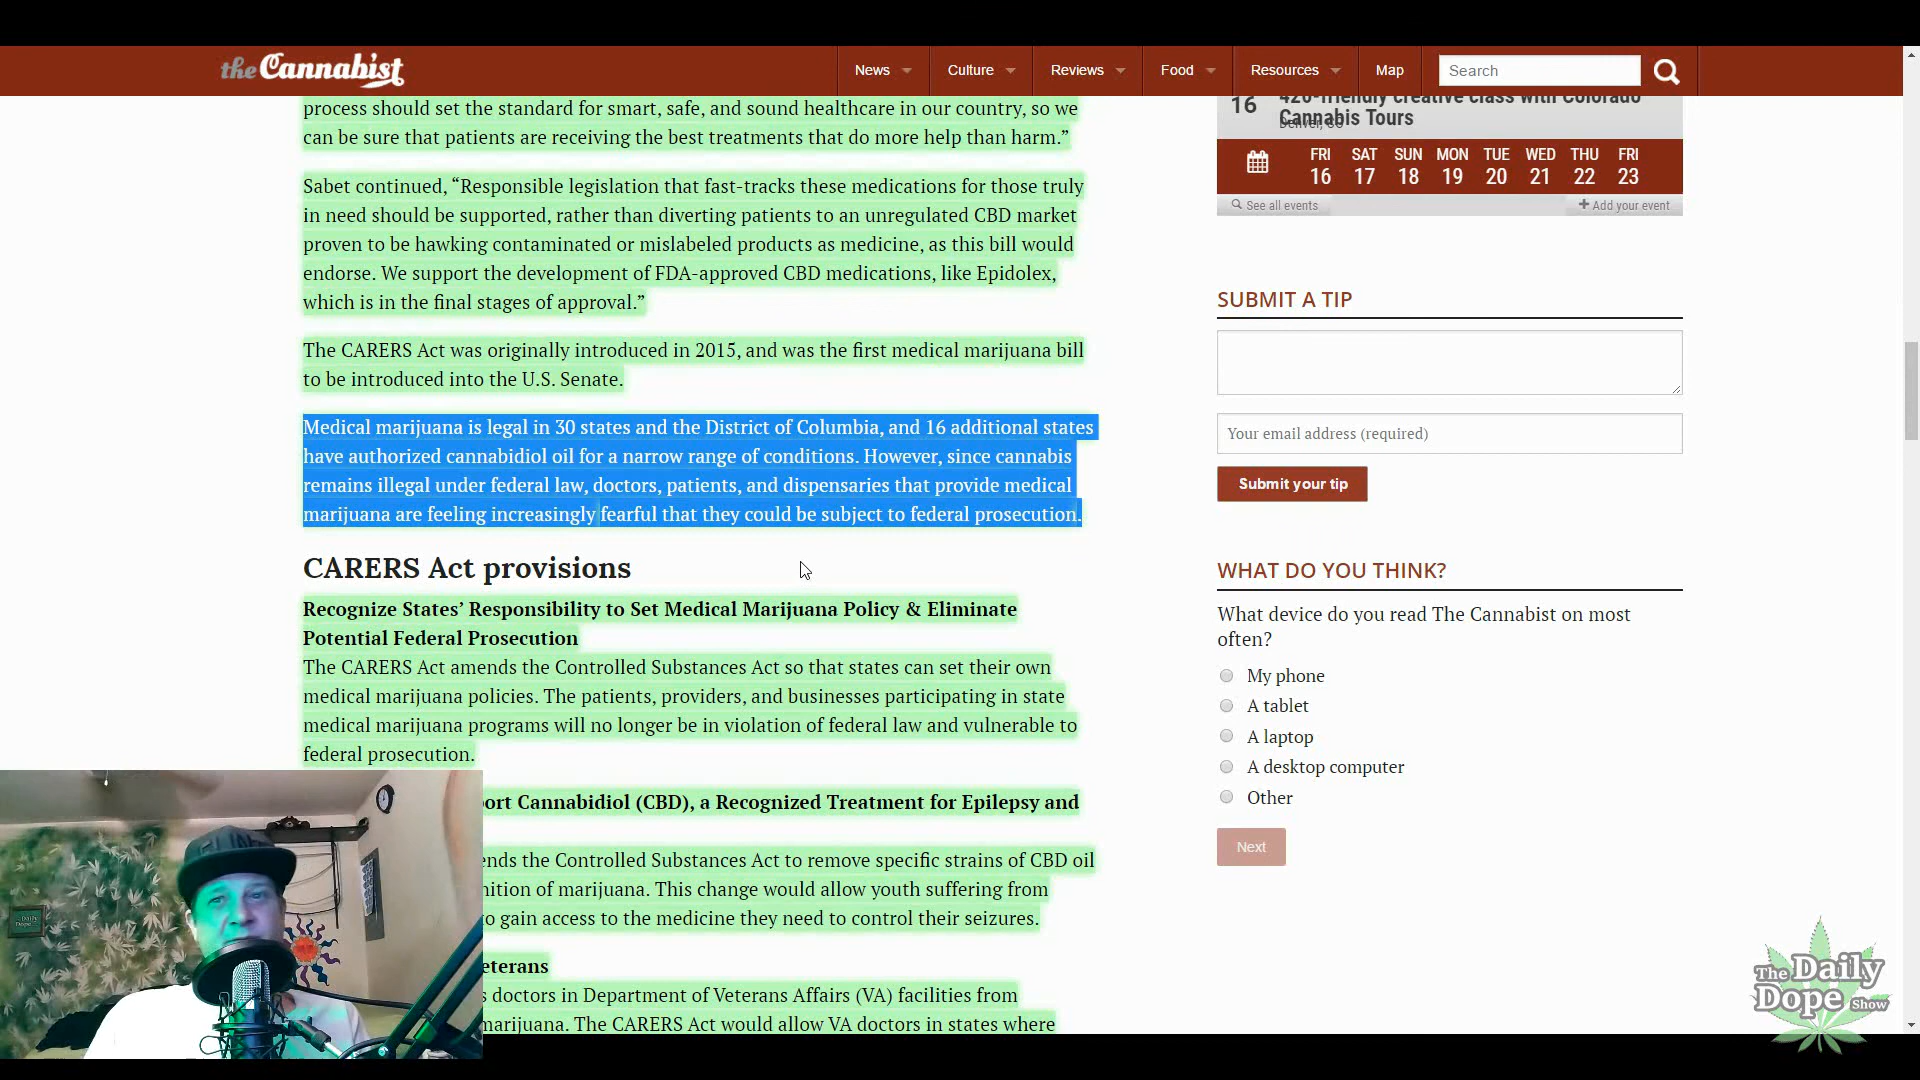 the Cannabist
News
Culture
Reviews
Food
Resources
Map
Search
process should set the standard for smart, safe, and sound healthcare in our country, so we
can be sure that patients are receiving the best treatments that do more help than harm.”
Sabet continued, “Responsible legislation that fast-tracks these medications for those truly
in need should be supported, rather than diverting patients to an unregulated CBD market
proven to be hawking contaminated or mislabeled products as medicine, as this bill would
endorse. We support the development of FDA-approved CBD medications, like Epidolex,
which is in the final stages of approval.”
The CARERS Act was originally introduced in 2015, and was the first medical marijuana bill
to be introduced into the U.S. Senate.
Medical marijuana is legal in 30 states and the District of Columbia, and 16 additional states
have authorized cannabidiol oil for a narrow range of conditions. However, since cannabis
remains illegal under federal law, doctors, patients, and dispensaries that provide medical
marijuana are feeling increasingly fearful that they could be subject to federal prosecution.
CARERS Act provisions
Recognize States’ Responsibility to Set Medical Marijuana Policy & Eliminate
Potential Federal Prosecution
The CARERS Act amends the Controlled Substances Act so that states can set their own
medical marijuana policies. The patients, providers, and businesses participating in state
medical marijuana programs will no longer be in violation of federal law and vulnerable to
federal prosecution.
ort Cannabidiol (CBD), a Recognized Treatment for Epilepsy and
ends the Controlled Substances Act to remove specific strains of CBD oil
nition of marijuana. This change would allow youth suffering from
to gain access to the medicine they need to control their seizures.
eterans
s doctors in Department of Veterans Affairs (VA) facilities from
marijuana. The CARERS Act would allow VA doctors in states where
16
420-friendly creative class with Colorado
Cannabis Tours
Denver, CO
FRI SAT SUN MON TUE WED THU FRI
16 17 18 19 20 21 22 23
See all events
Add your event
SUBMIT A TIP
Your email address (required)
Submit your tip
WHAT DO YOU THINK?
What device do you read The Cannabist on most
often?
My phone
A tablet
A laptop
A desktop computer
Other
Next
The Daily
Dope Show